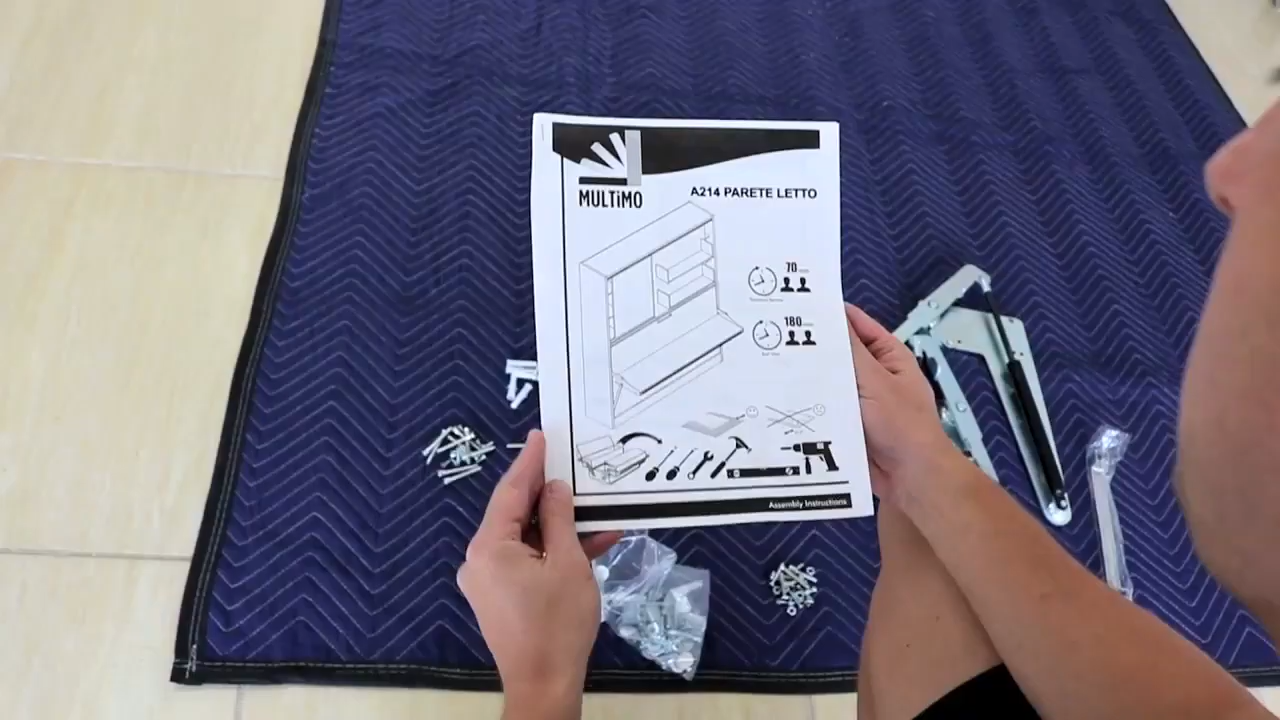 MULTiMO
A214 PARETE LETTO
70
180
Assembly Instructions